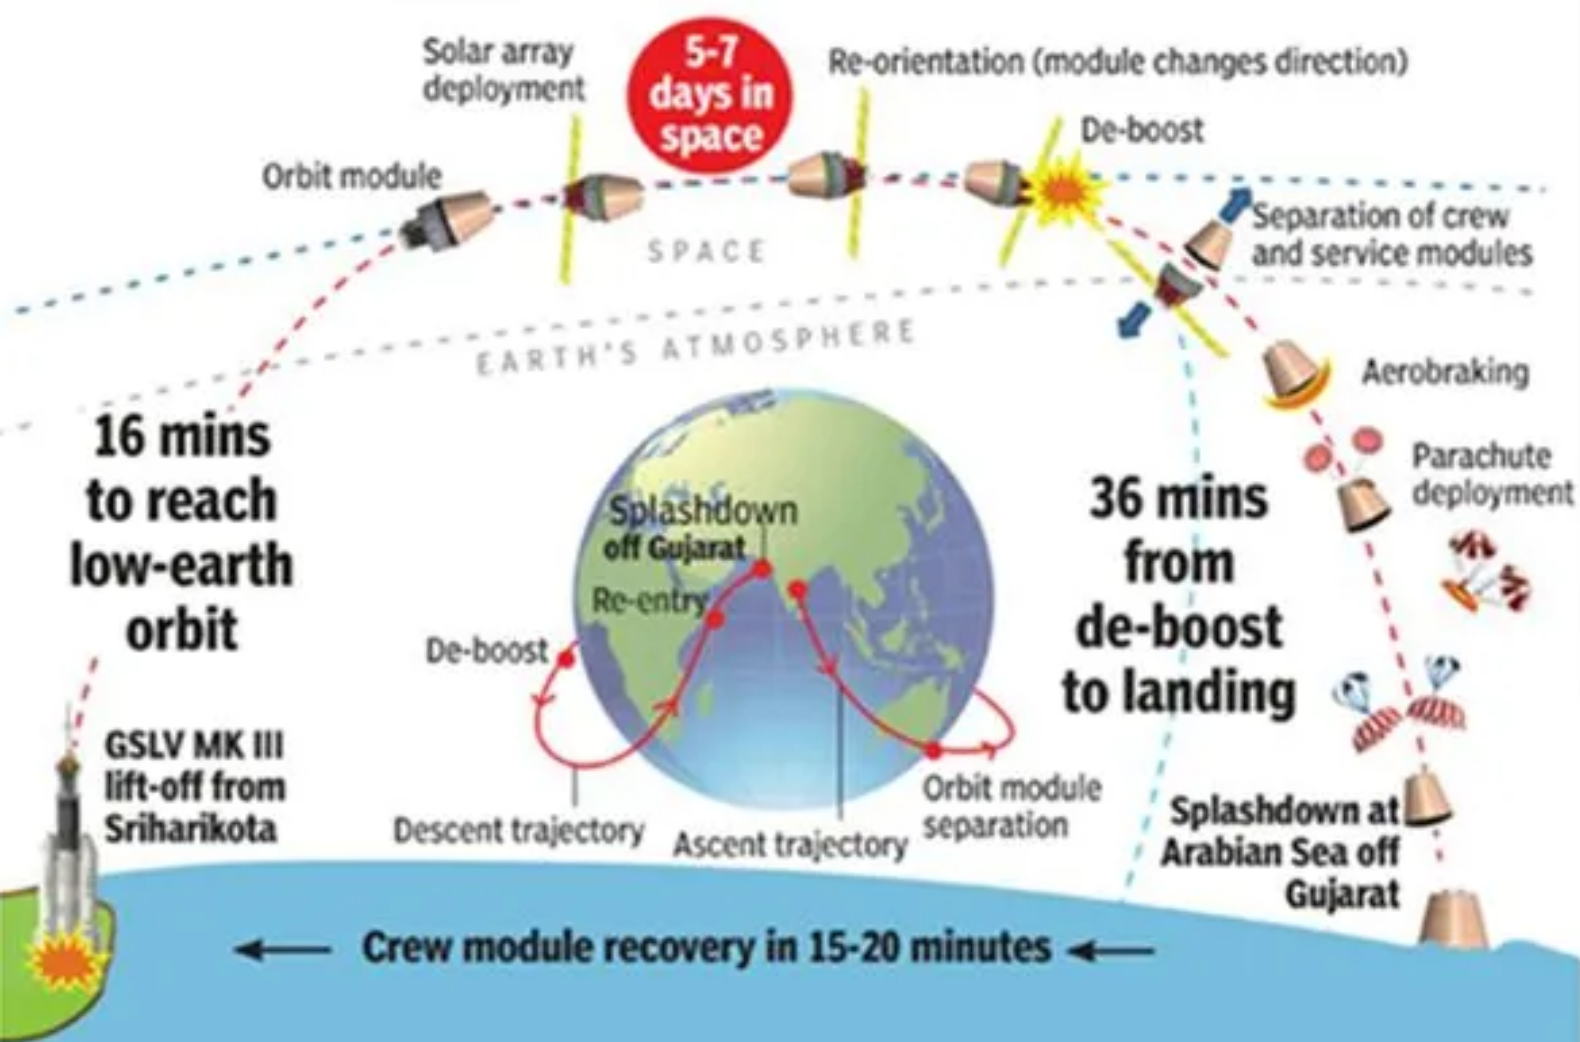 Solar array
deployment
5-7
days in
space
Re-orientation (module changes direction)
De-boost
Orbit module
Separation of crew
and service modules
SPACE
EARTH'S ATMOSPHERE
Aerobraking
16 mins
to reach
low-earth
orbit
Parachute
deployment
36 mins
from
de-boost
to landing
Splashdown
off Gujarat
Re-entry
De-boost
GSLV MK III
lift-off from
Sriharikota
Descent trajectory
Ascent trajectory
Orbit module
separation
Splashdown at
Arabian Sea off
Gujarat
Crew module recovery in 15-20 minutes